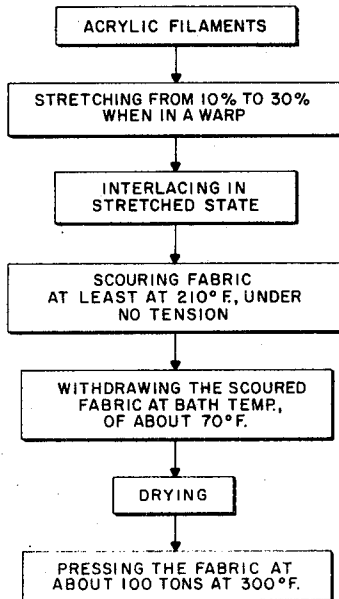 ACRYLIC FILAMENTS
STRETCHING FROM 10% TO 30%
WHEN IN A WARP
INTERLACING IN
STRETCHED STATE
SCOURING FABRIC
AT LEAST AT 210°F., UNDER
NO TENSION
WITHDRAWING THE SCOURED
FABRIC AT BATH TEMP.,
OF ABOUT 70°F.
DRYING
PRESSING THE FABRIC AT
ABOUT 100 TONS AT 300°F.